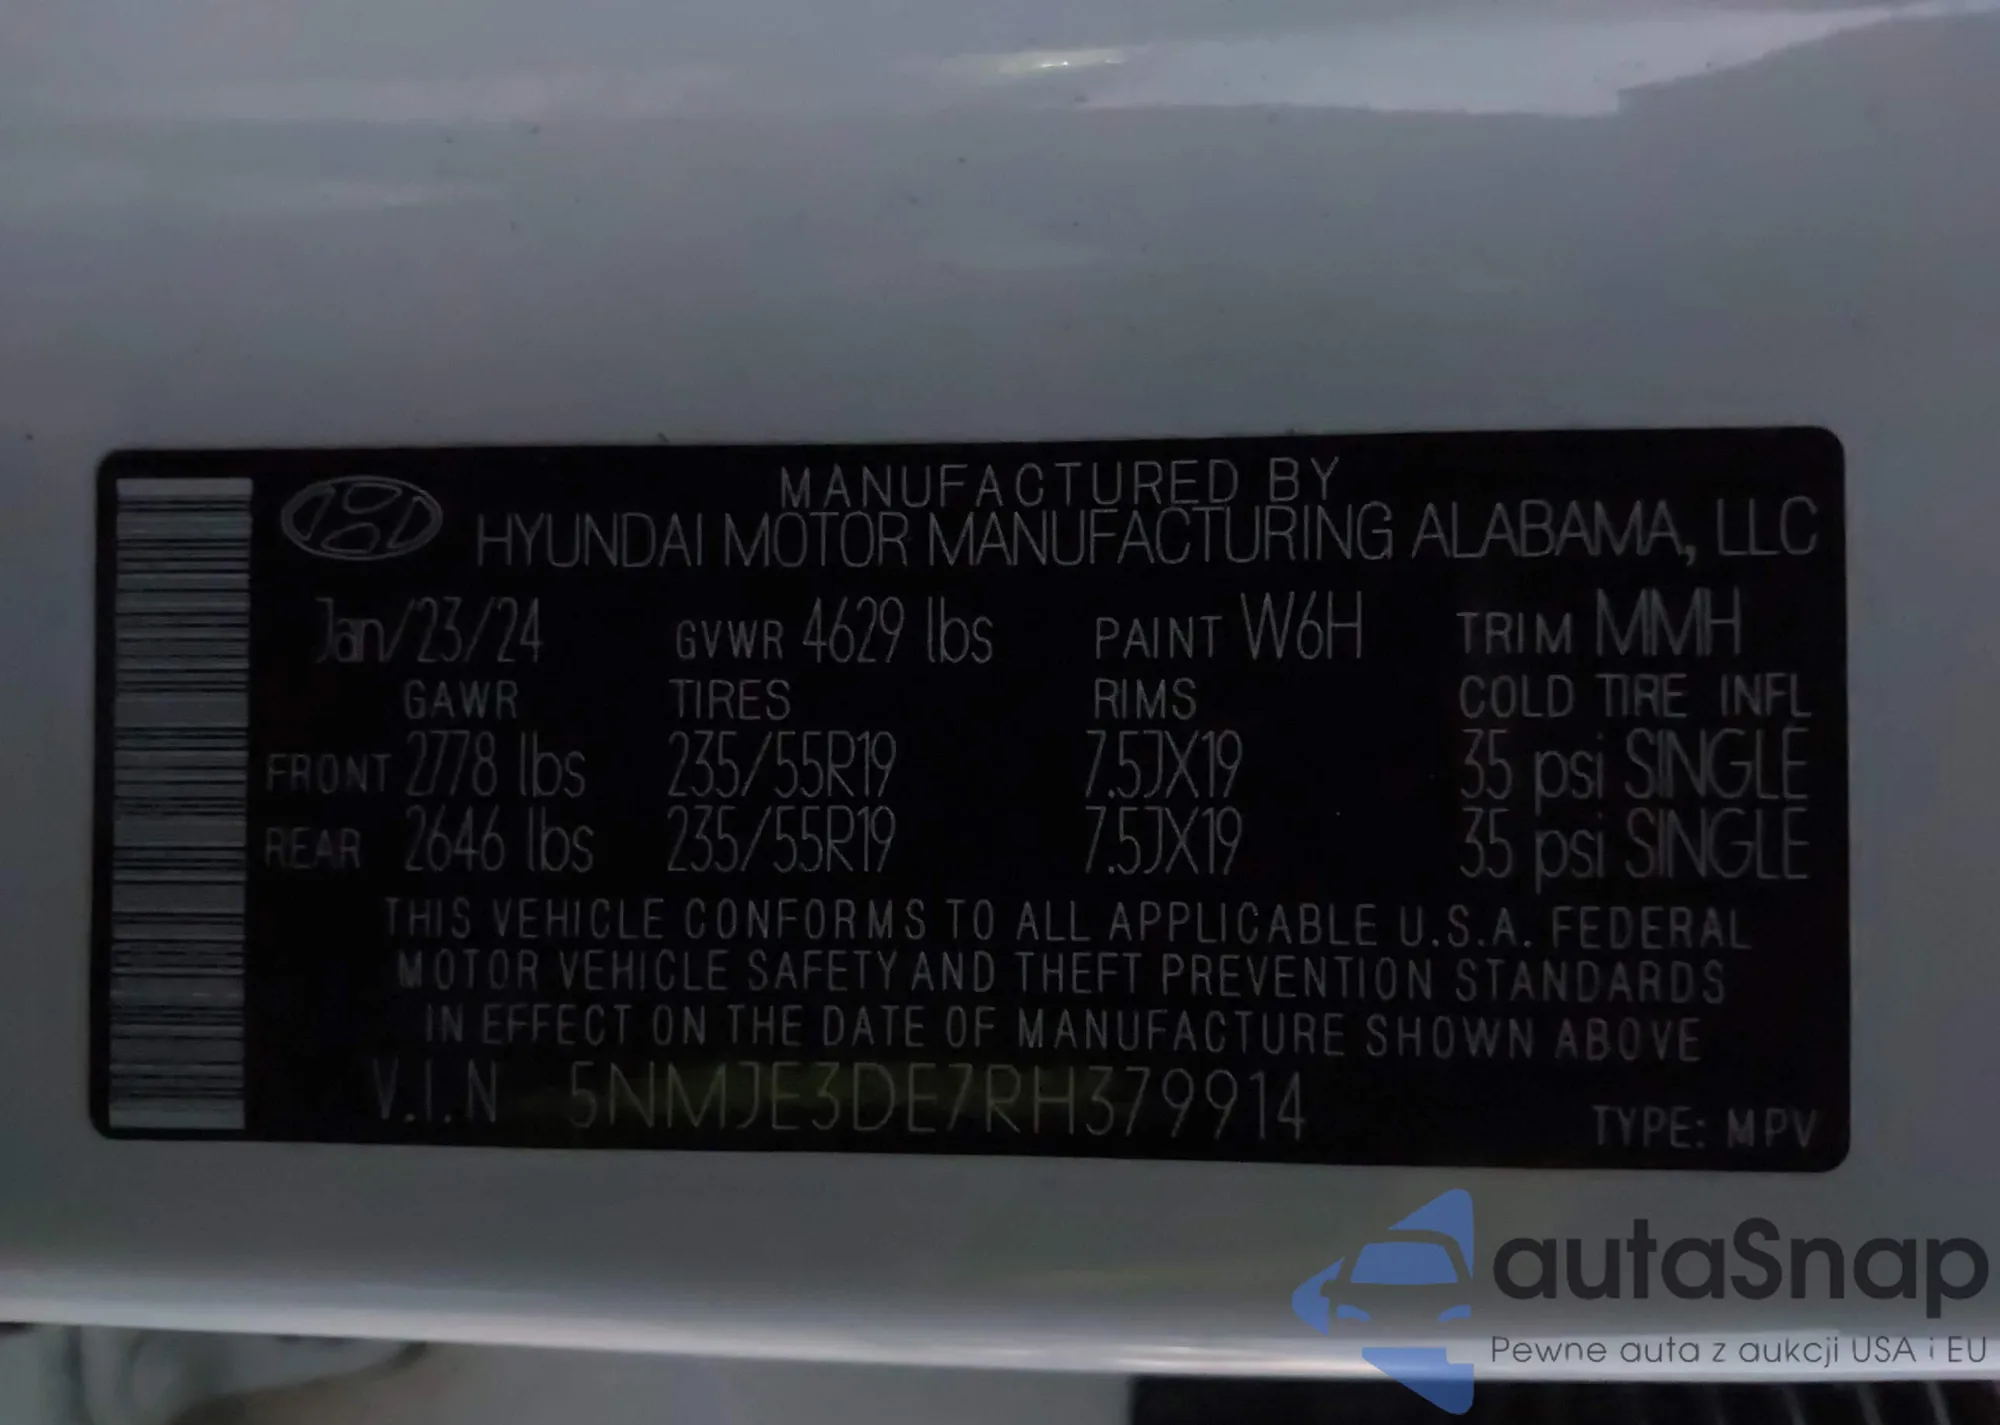 MANUFACTURED BY
HYUNDAI MOTOR MANUFACTURING ALABAMA, LLC
Jan/23/24 GVWR 4629 lbs PAINT W6H TRIM MMH
GAWR TIRES RIMS COLD TIRE INFL
FRONT 2778 lbs 235/55R19 7.5JX19 35 psi SINGLE
REAR 2646 lbs 235/55R19 7.5JX19 35 psi SINGLE
THIS VEHICLE CONFORMS TO ALL APPLICABLE U.S.A. FEDERAL
MOTOR VEHICLE SAFETY AND THEFT PREVENTION STANDARDS
IN EFFECT ON THE DATE OF MANUFACTURE SHOWN ABOVE
V.I.N 5NMJE3DE7RH379914 TYPE: MPV
autaSnap
Pewne auta z aukcji USA i EU